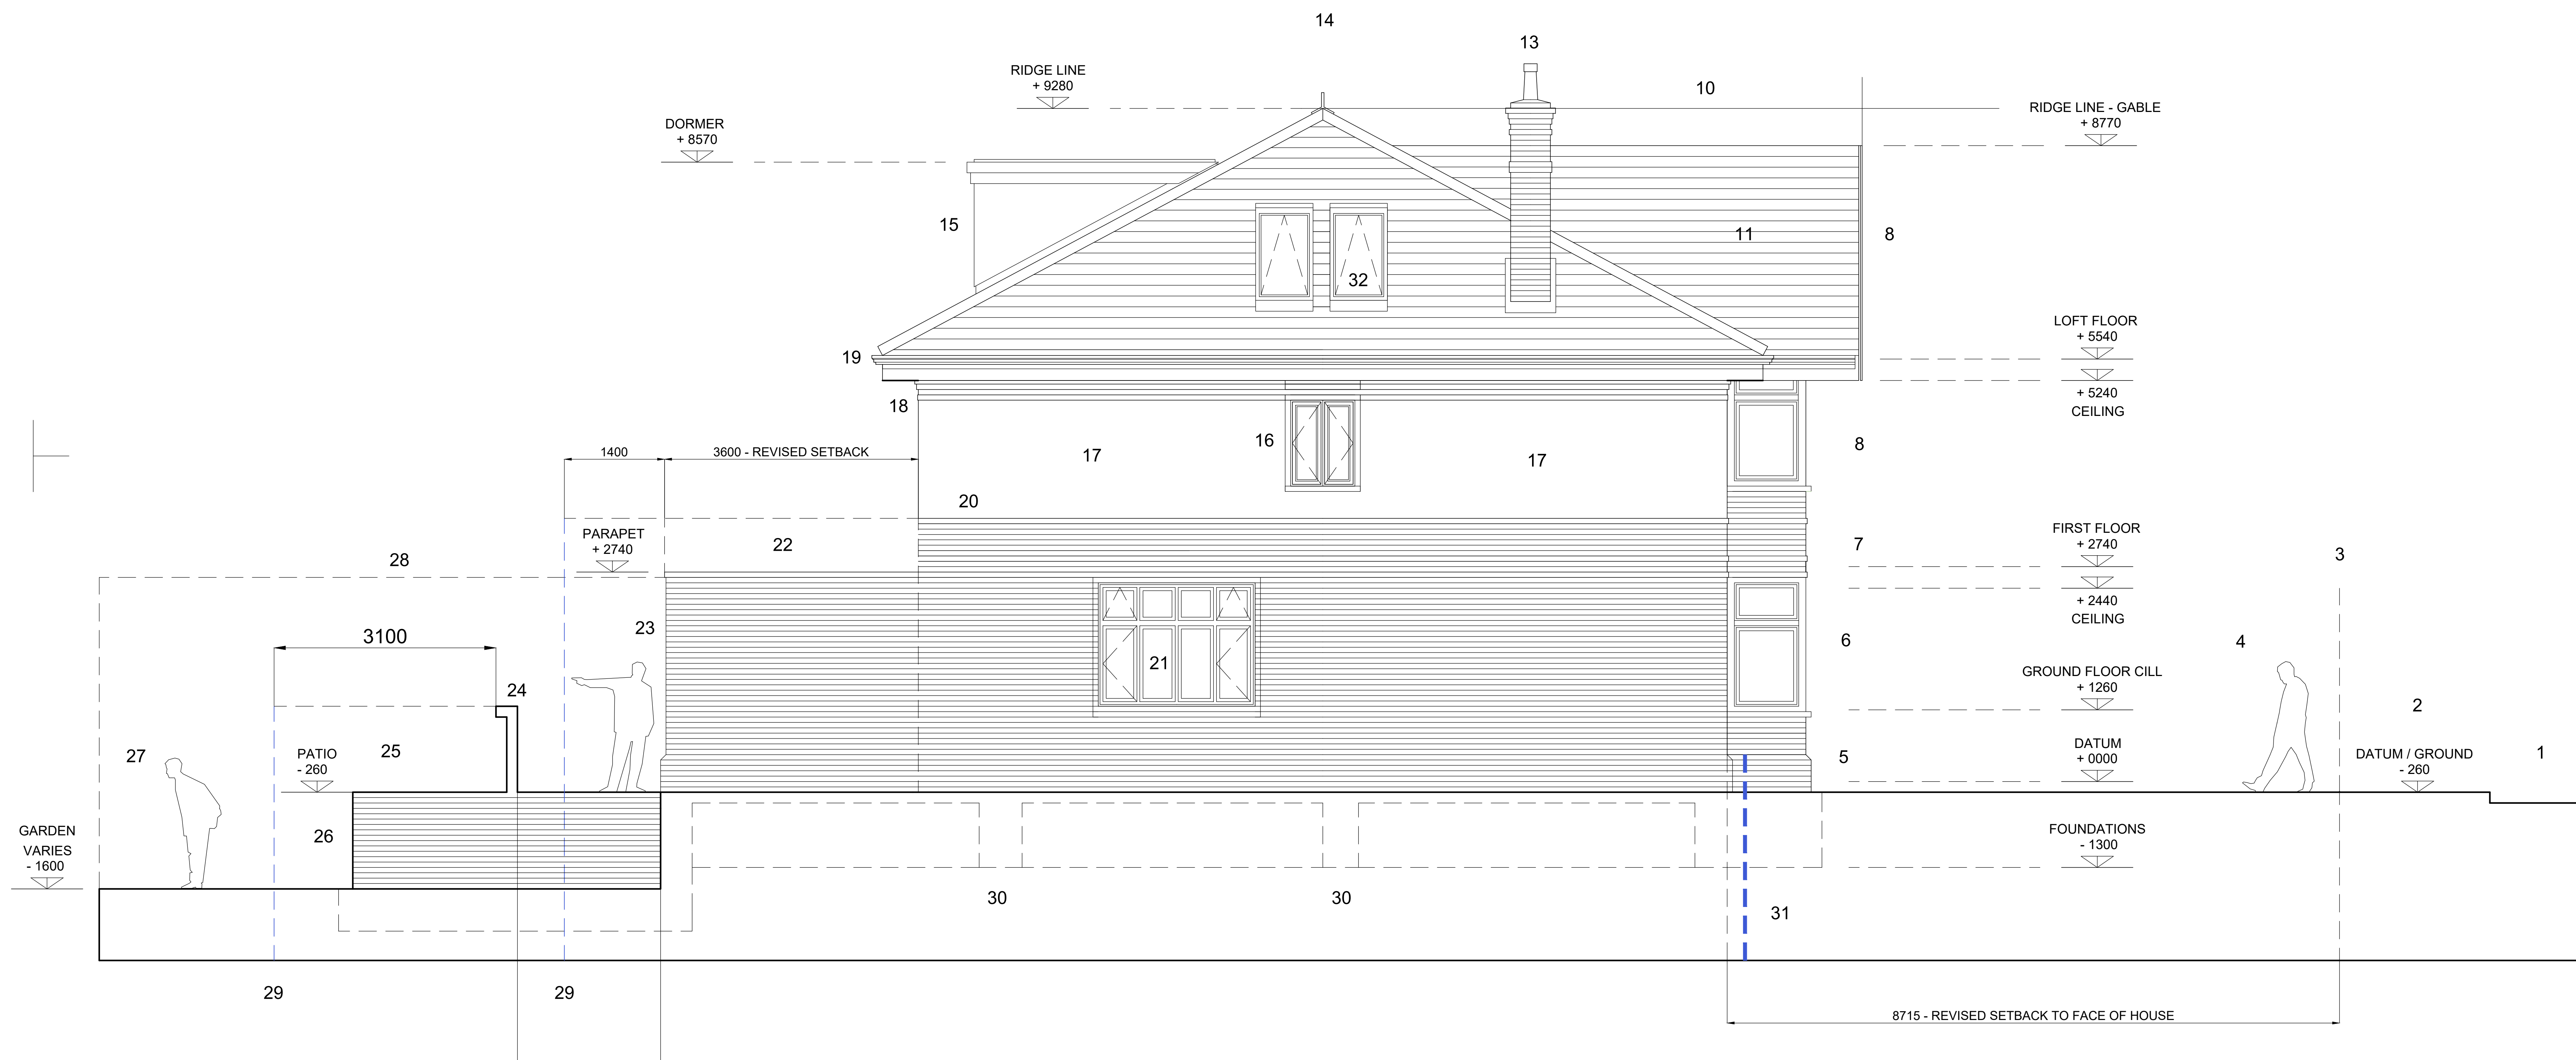 14
13
RIDGE LINE
+ 9280
10
RIDGE LINE - GABLE
+ 8770
DORMER
+ 8570
15
11
8
32
LOFT FLOOR
+ 5540
19
+ 5240
CEILING
18
16
8
1400
3600 - REVISED SETBACK
17
17
20
PARAPET
+ 2740
22
7
FIRST FLOOR
+ 2740
3
28
+ 2440
CEILING
3100
23
6
4
21
GROUND FLOOR CILL
+ 1260
24
2
27
25
PATIO
- 260
5
DATUM
+ 0000
DATUM / GROUND
- 260
1
GARDEN
VARIES
- 1600
26
FOUNDATIONS
- 1300
30
30
31
29
29
8715 - REVISED SETBACK TO FACE OF HOUSE